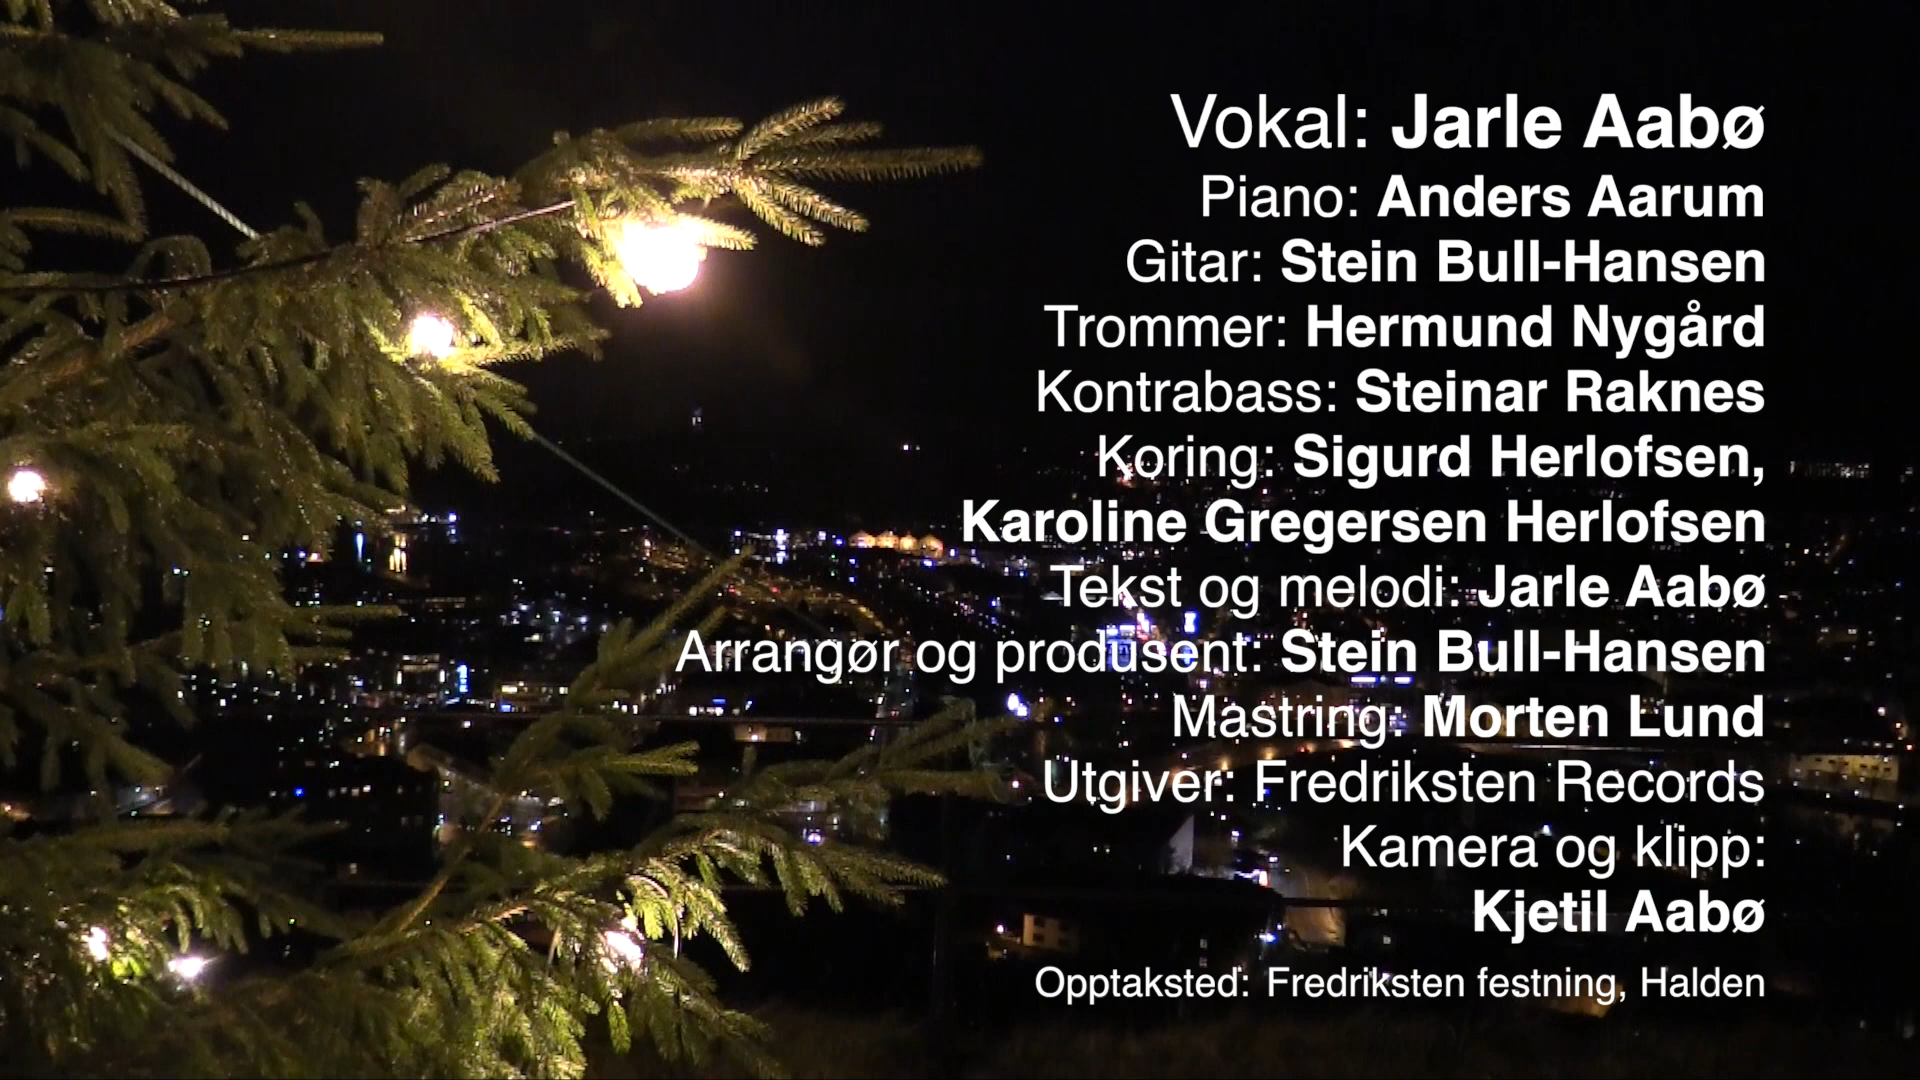 Vokal: Jarle Aabø
Piano: Anders Aarum
Gitar: Stein Bull-Hansen
Trommer: Hermund Nygård
Kontrabass: Steinar Raknes
Koring: Sigurd Herlofsen,
Karoline Gregersen Herlofsen
Tekst og melodi: Jarle Aabø
Arrangør og produsent: Stein Bull-Hansen
Mastring: Morten Lund
Utgiver: Fredriksten Records
Kamera og klipp:
Kjetil Aabø
Opptaksted: Fredriksten festning, Halden